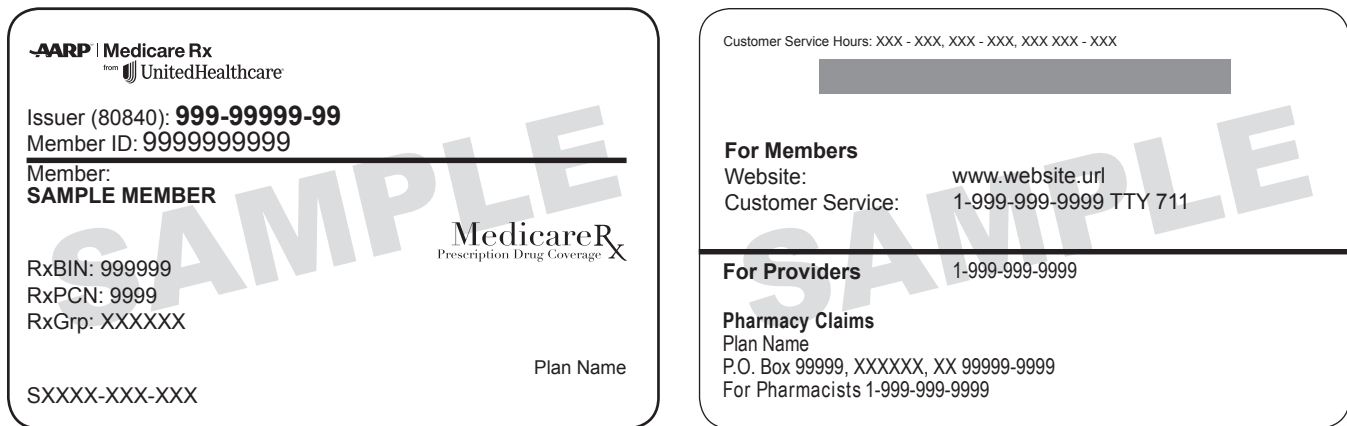 AARP | Medicare Rx
from UnitedHealthcare
Issuer (80840): 999-99999-99
Member ID: 9999999999
Member:
SAMPLE MEMBER
MedicareRx
Prescription Drug Coverage
RxBIN: 999999
RxPCN: 9999
RxGrp: XXXXXX
Plan Name
SXXXX-XXX-XXX
SAMPLE
Customer Service Hours: XXX - XXX, XXX - XXX, XXX XXX - XXX
For Members
Website: www.website.url
Customer Service: 1-999-999-9999 TTY 711
For Providers 1-999-999-9999
Pharmacy Claims
Plan Name
P.O. Box 99999, XXXXXX, XX 99999-9999
For Pharmacists 1-999-999-9999
SAMPLE